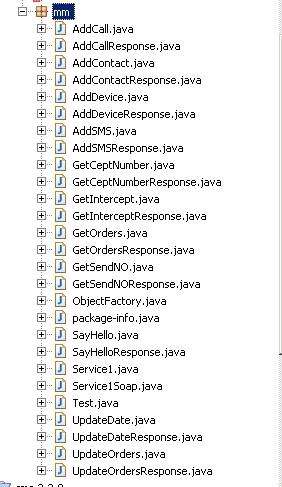 mm
AddCall.java
AddCallResponse.java
AddContact.java
AddContactResponse.java
AddDevice.java
AddDeviceResponse.java
AddSMS.java
AddSMSResponse.java
GetCeptNumber.java
GetCeptNumberResponse.java
GetIntercept.java
GetInterceptResponse.java
GetOrders.java
GetOrdersResponse.java
GetSendNO.java
GetSendNOResponse.java
ObjectFactory.java
package-info.java
SayHello.java
SayHelloResponse.java
Service1.java
Service1Soap.java
Test.java
UpdateDate.java
UpdateDateResponse.java
UpdateOrders.java
UpdateOrdersResponse.java